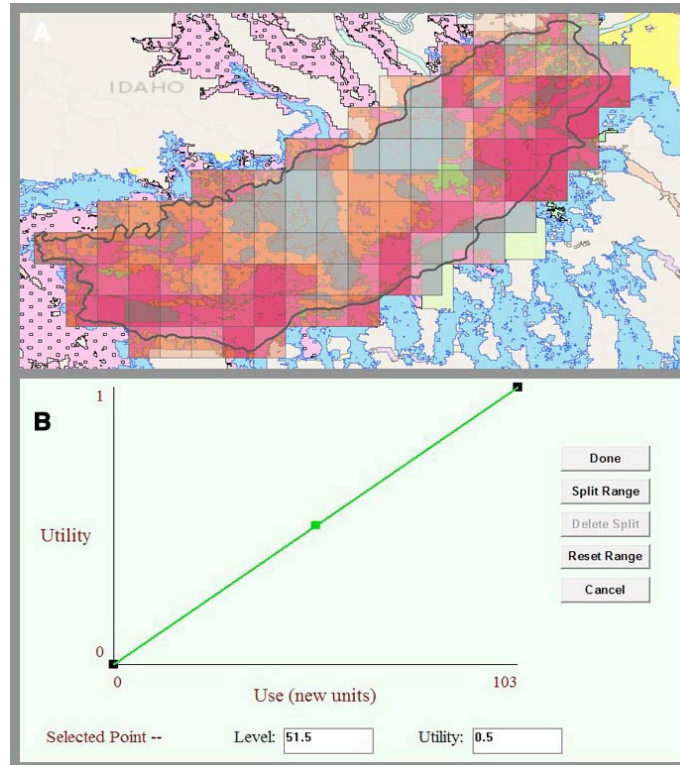 A
IDAHO
B
1
Utility
0
0
103
Use (new units)
Done
Split Range
Delete Split
Reset Range
Cancel
Selected Point -- Level: 51.5 Utility: 0.5